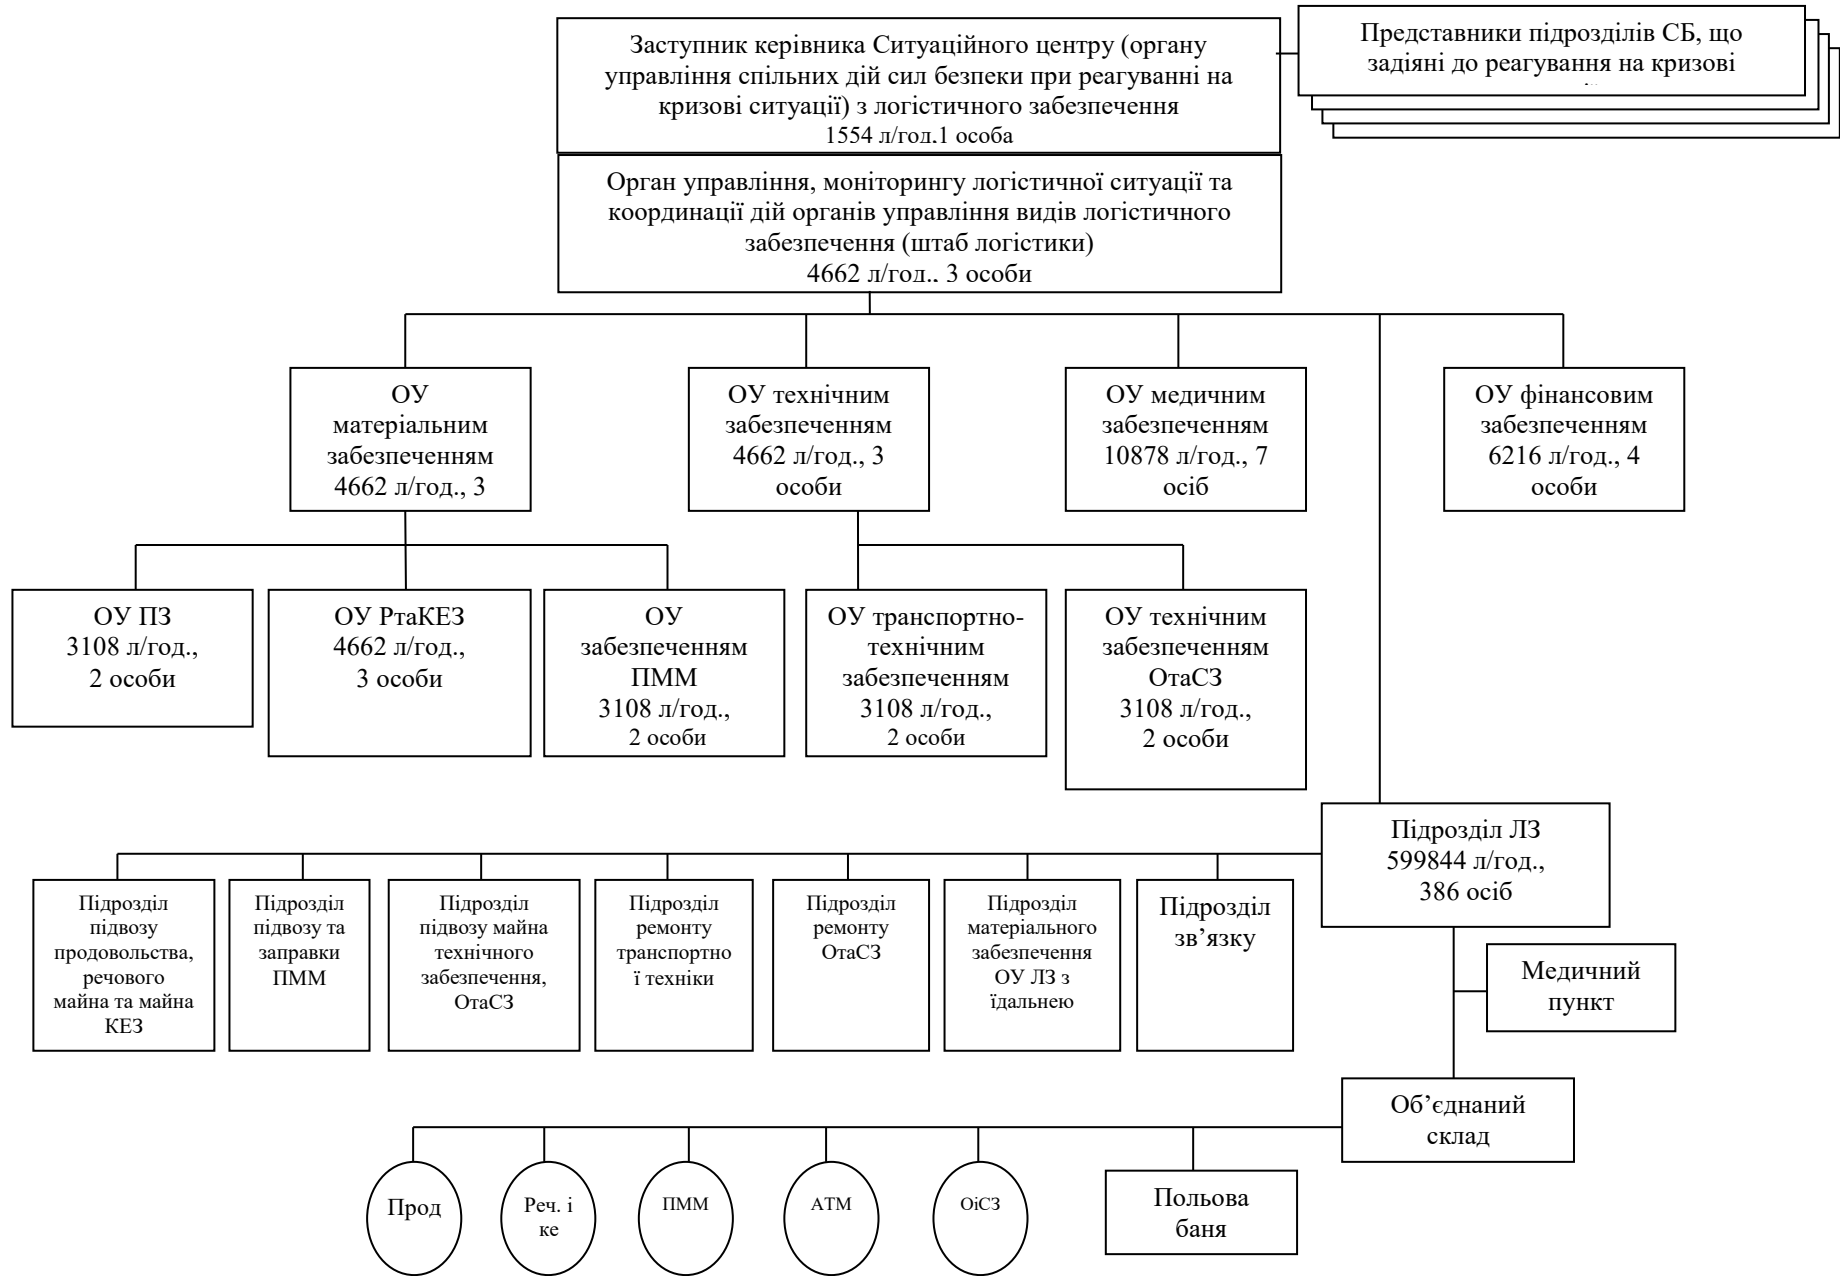 Заступник керівника Ситуаційного центру (органу
управління спільних дій сил безпеки при реагуванні на
кризові ситуації) з логістичного забезпечення
1554 л/год.,1 особа
Представники підрозділів СБ, що
задіяні до реагування на кризові
Орган управління, моніторингу логістичної ситуації та
координації дій органів управління видів логістичного
забезпечення (штаб логістики)
4662 л/год., 3 особи
ОУ
матеріальним
забезпеченням
4662 л/год., 3
ОУ технічним
забезпеченням
4662 л/год., 3
особи
ОУ медичним
забезпеченням
10878 л/год., 7
осіб
ОУ фінансовим
забезпеченням
6216 л/год., 4
особи
ОУ ПЗ
3108 л/год.,
2 особи
ОУ РтаКЕЗ
4662 л/год.,
3 особи
ОУ
забезпеченням
ПММ
3108 л/год.,
2 особи
ОУ транспортно-
технічним
забезпеченням
3108 л/год.,
2 особи
ОУ технічним
забезпеченням
ОтаСЗ
3108 л/год.,
2 особи
Підрозділ ЛЗ
599844 л/год.,
386 осіб
Підрозділ
підвозу
продовольства,
речового
майна та майна
КЕЗ
Підрозділ
підвозу та
заправки
ПММ
Підрозділ
підвозу майна
технічного
забезпечення,
ОтаСЗ
Підрозділ
ремонту
транспортно
ї техніки
Підрозділ
ремонту
ОтаСЗ
Підрозділ
матеріального
забезпечення
ОУ ЛЗ з
їдальнею
Підрозділ
зв’язку
Медичний
пункт
Об’єднаний
склад
Прод
Реч. і
ке
ПММ
АТМ
ОіСЗ
Польова
баня